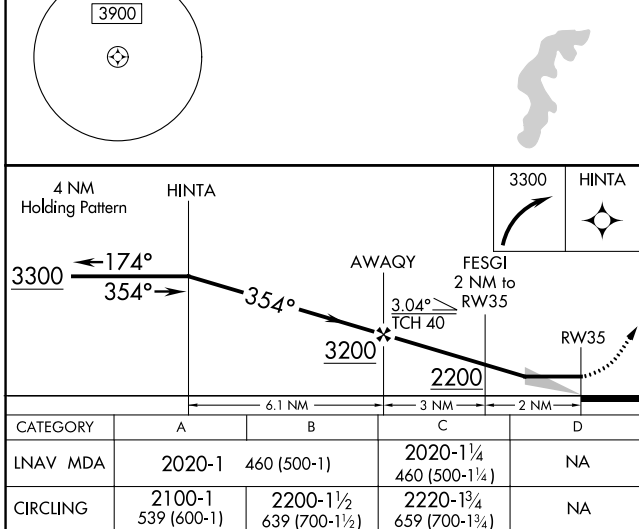 3900
4 NM
Holding Pattern
HINTA
3300
HINTA
174°
3300
354°
354°
AWAQY
3.04°
TCH 40
FESGI
2 NM to
RW35
3200
2200
RW35
6.1 NM
3 NM
2 NM
CATEGORY A B C D
LNAV MDA 2020-1 460 (500-1) 2020-1¼ 460 (500-1¼) NA
CIRCLING 2100-1 539 (600-1) 2200-1½ 639 (700-1½) 2220-1¾ 659 (700-1¾) NA